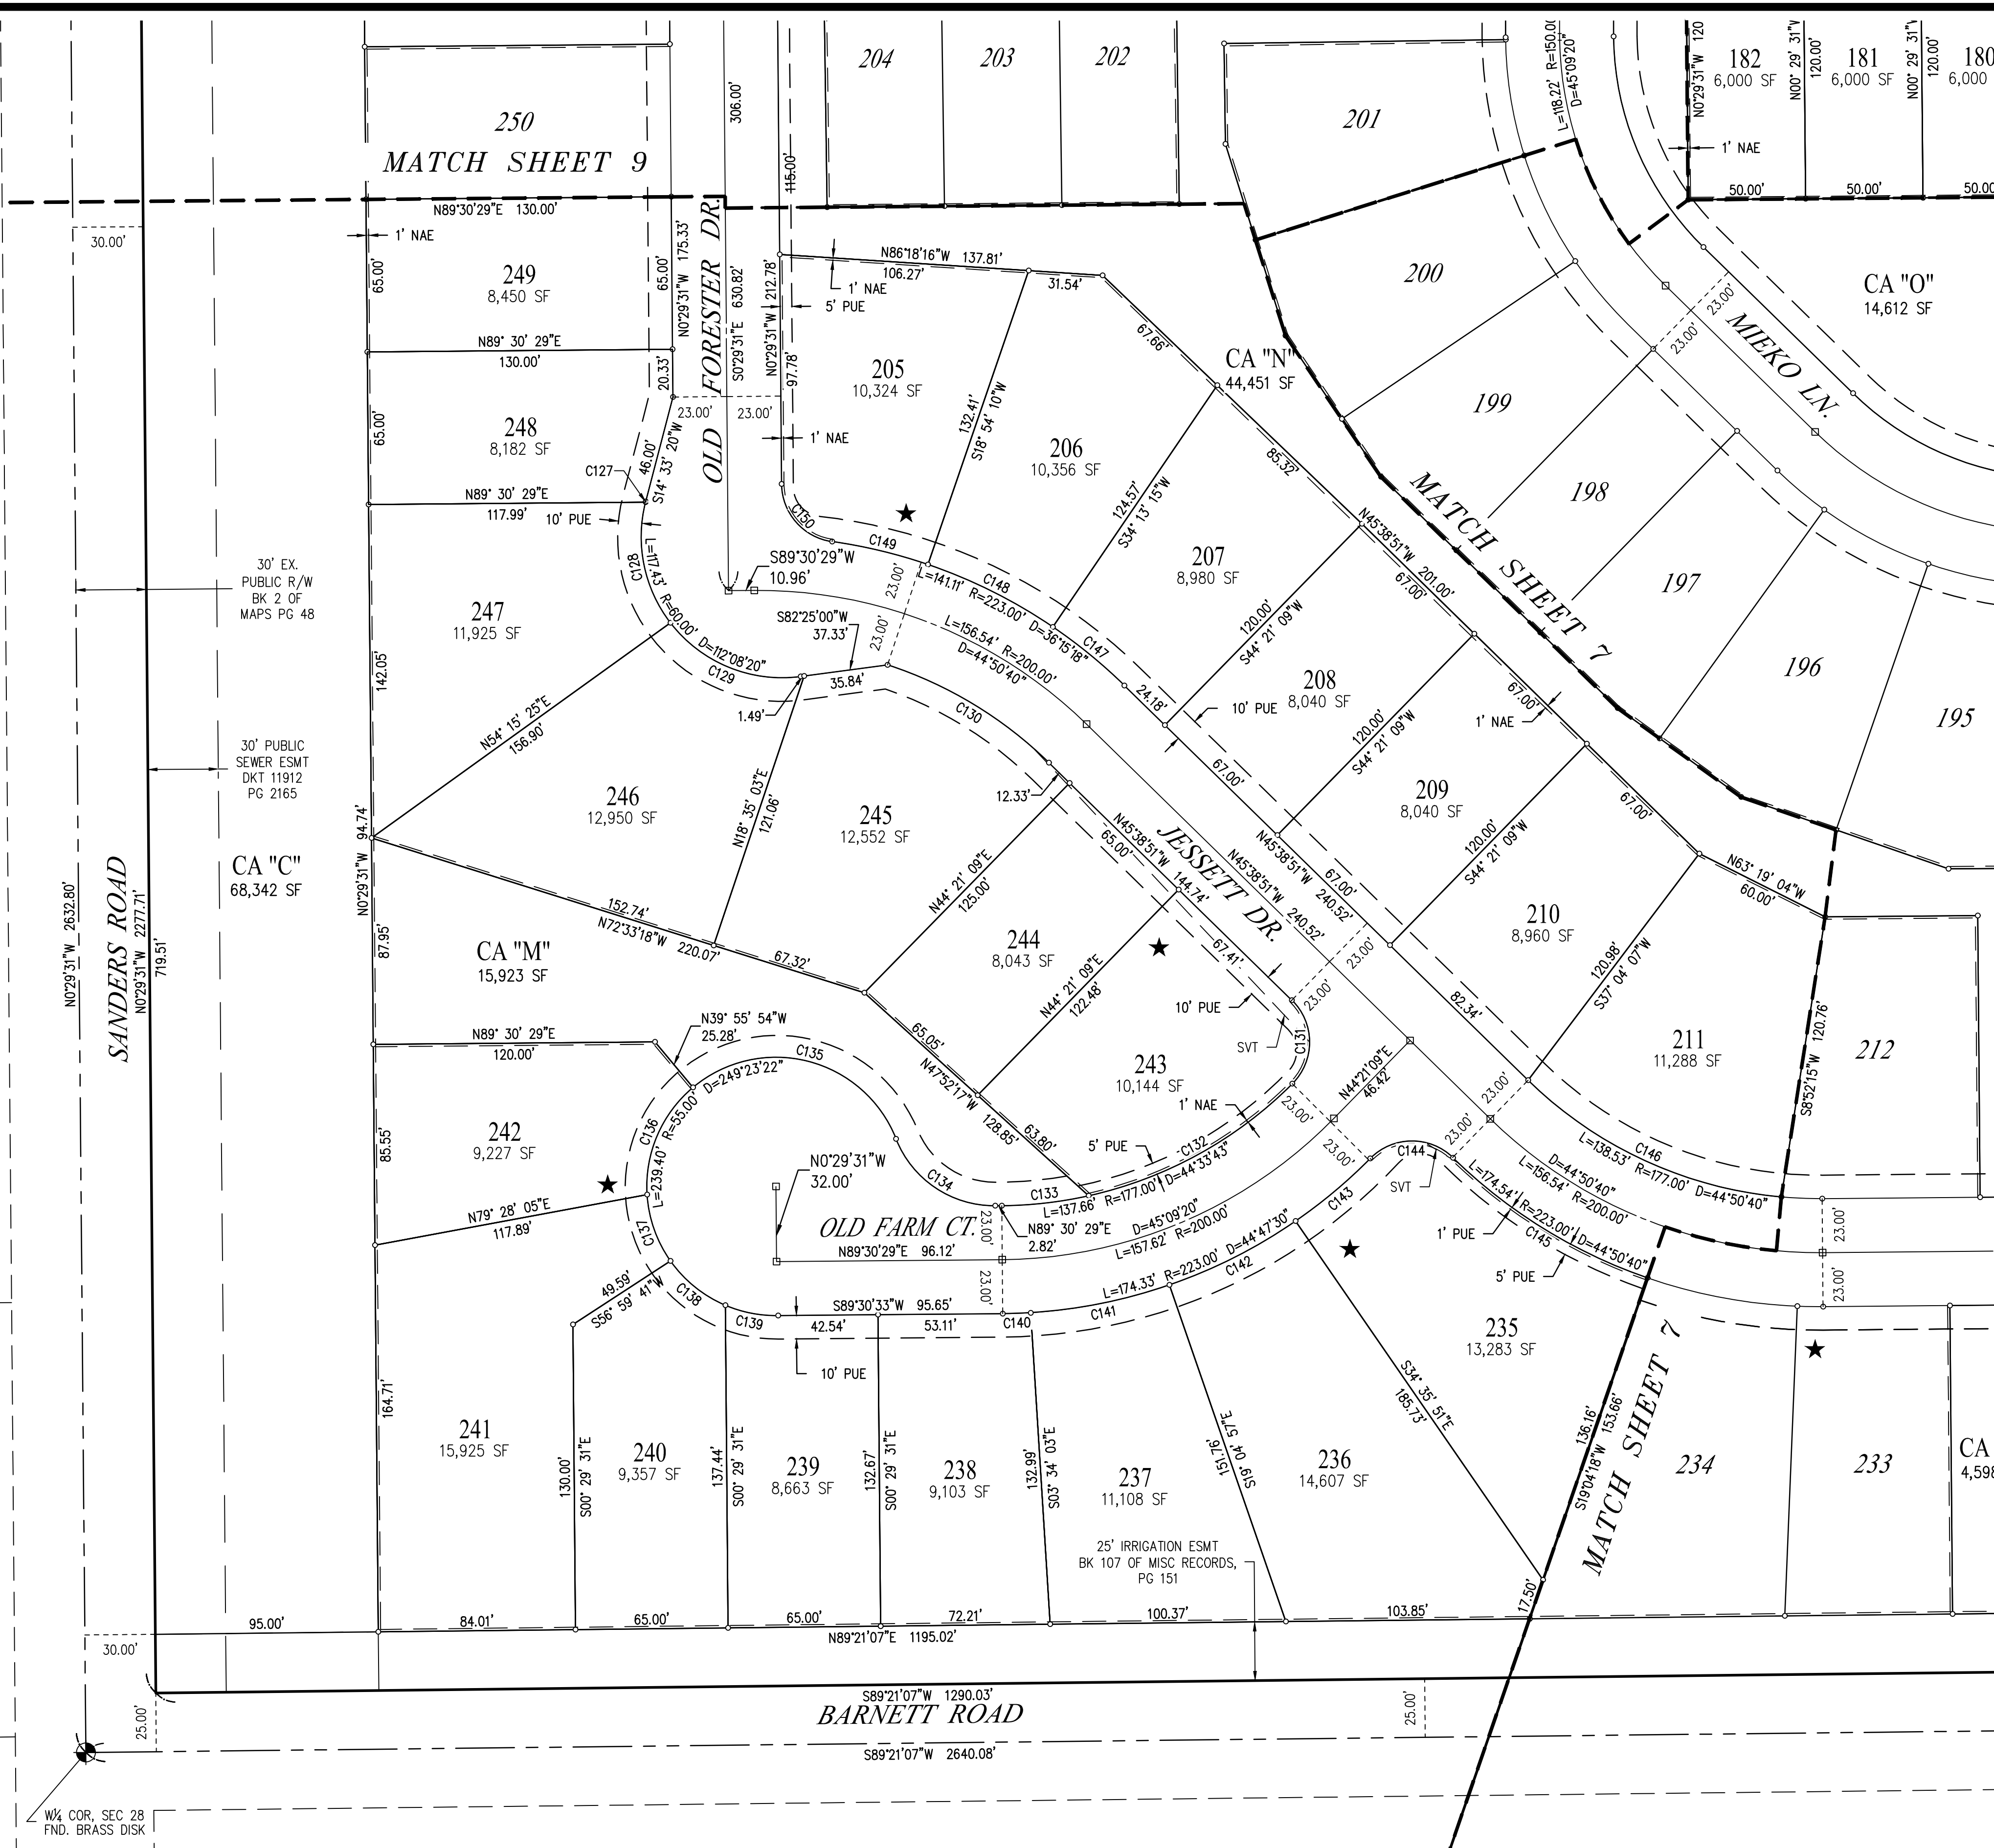 204
203
202
201
250
MATCH SHEET 9
306.00'
115.00'
L=118.22' R=150.00'
D=45°09'20"
N0°29'31"W 120
182
6,000 SF
N00° 29' 31"W
120.00'
181
6,000 SF
N00° 29' 31"W
120.00'
180
6,000
1' NAE
50.00'
50.00'
50.00'
30.00'
N89°30'29"E 130.00'
1' NAE
65.00'
249
8,450 SF
65.00'
N0°29'31"W 175.33'
OLD FORESTER DR.
S0°29'31"E 630.82'
N0°29'31"W 212.78'
N86°18'16"W 137.81'
106.27'
31.54'
1' NAE
5' PUE
97.78'
200
CA "O"
14,612 SF
23.00'
23.00'
MIEKO LN.
N89° 30' 29"E
130.00'
20.33'
67.66'
CA "N"
44,451 SF
205
10,324 SF
132.41'
S18° 54' 10"W
199
65.00'
248
8,182 SF
C127
46.00'
S14° 33' 20"W
23.00'
23.00'
1' NAE
206
10,356 SF
85.32'
198
N89° 30' 29"E
117.99'
10' PUE
C150
C149
124.57'
S34° 13' 15"W
N45°38'51"W 201.00'
67.00'
MATCH SHEET 7
30' EX.
PUBLIC R/W
BK 2 OF
MAPS PG 48
C128
L=117.43' R=60.00' D=112°08'20"
S89°30'29"W
10.96'
23.00'
C148
L=141.11' R=223.00' D=36°15'18"
207
8,980 SF
197
247
11,925 SF
S82°25'00"W
37.33'
23.00'
L=156.54' R=200.00'
D=44°50'40"
C147
120.00'
S44° 21' 09"W
142.05'
C129
35.84'
1.49'
C130
24.18'
208
8,040 SF
10' PUE
67.00'
1' NAE
196
195
N54° 15' 25"E
156.90'
30' PUBLIC
SEWER ESMT
DKT 11912
PG 2165
246
12,950 SF
N18° 35' 03"E
121.06'
245
12,552 SF
12.33'
67.00'
120.00'
S44° 21' 09"W
209
8,040 SF
67.00'
N0°29'31"W 94.74'
N45°38'51"W 144.74'
65.00'
JESSETT DR.
N45°38'51"W 240.52'
N45°38'51"W 240.52'
67.00'
120.00'
S44° 21' 09"W
N63° 19' 04"W
60.00'
CA "C"
68,342 SF
SANDERS ROAD
N0°29'31"W 2632.80'
N0°29'31"W 2277.71'
719.51'
N44° 21' 09"E
125.00'
152.74'
N72°33'18"W 220.07'
67.32'
87.95'
CA "M"
15,923 SF
244
8,043 SF
N44° 21' 09"E
122.48'
67.41'
10' PUE
SVT
C131
23.00'
23.00'
210
8,960 SF
82.34'
120.98'
S37° 04' 07"W
N89° 30' 29"E
120.00'
N39° 55' 54"W
25.28'
C135
D=249°23'22"
65.05'
N47°52'17"W 128.85'
63.80'
243
10,144 SF
1' NAE
5' PUE
C132
N44°21'09"E
46.42'
23.00'
23.00'
23.00'
23.00'
211
11,288 SF
S8°52'15"W 120.76'
212
242
9,227 SF
85.55'
C136
L=239.40' R=55.00'
N0°29'31"W
32.00'
C134
C133
L=137.66' R=177.00' D=44°33'43"
C144
SVT
C146
L=138.53' R=177.00' D=44°50'40"
D=44°50'40"
L=156.54' R=200.00'
N79° 28' 05"E
117.89'
C137
OLD FARM CT.
N89°30'29"E 96.12'
23.00'
N89° 30' 29"E
2.82'
23.00'
D=45°09'20"
L=157.62' R=200.00'
C143
L=174.33' R=223.00' D=44°47'30"
C142
L=174.54' R=223.00' D=44°50'40"
C145
1' PUE
5' PUE
23.00'
23.00'
49.59'
S56° 59' 41"W
C138
C139
S89°30'33"W 95.65'
42.54'
53.11'
C140
C141
10' PUE
235
13,283 SF
164.71'
241
15,925 SF
130.00'
S00° 29' 31"E
240
9,357 SF
137.44'
S00° 29' 31"E
239
8,663 SF
132.67'
S00° 29' 31"E
238
9,103 SF
132.99'
S03° 34' 03"E
237
11,108 SF
151.76'
S19° 04' 57"E
236
14,607 SF
S34° 35' 51"E
185.73'
136.16'
S19°04'18"W 153.66'
MATCH SHEET 7
234
233
CA
4,598
25' IRRIGATION ESMT
BK 107 OF MISC RECORDS,
PG 151
17.50'
95.00'
84.01'
65.00'
65.00'
72.21'
100.37'
103.85'
30.00'
N89°21'07"E 1195.02'
S89°21'07"W 1290.03'
BARNETT ROAD
25.00'
25.00'
S89°21'07"W 2640.08'
W¼ COR, SEC 28
FND. BRASS DISK